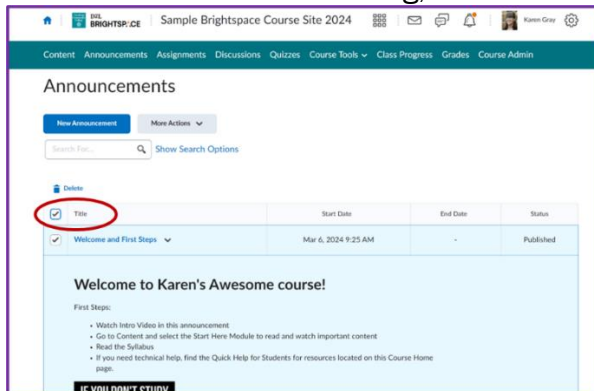 BRIGHTSPACE Sample Brightspace Course Site 2024 Karen Gray
Content Announcements Assignments Discussions Quizzes Course Tools Class Progress Grades Course Admin
Announcements
New Announcement More Actions
Search For... Show Search Options
Delete
Title Start Date End Date Status
Welcome and First Steps Mar 6, 2024 9:25 AM - Published
Welcome to Karen's Awesome course!
First Steps:
• Watch Intro Video in this announcement
• Go to Content and select the Start Here Module to read and watch important content
• Read the Syllabus
• If you need technical help, find the Quick Help for Students for resources located on this Course Home
page.
IF YOU DON'T STUDY